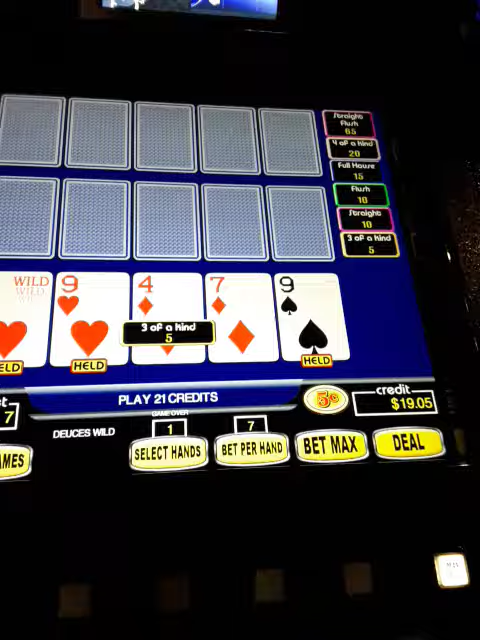 Straight
Flush
65
4 of a kind
20
Full House
15
Flush
10
Straight
10
3 of a kind
5
WILD
WILD
9
4
7
9
3 of a kind
5
HELD
HELD
PLAY 21 CREDITS
5¢
credit
$19.05
7
GAME OVER
DEUCES WILD
1
7
AMES
SELECT HANDS
BET PER HAND
BET MAX
DEAL